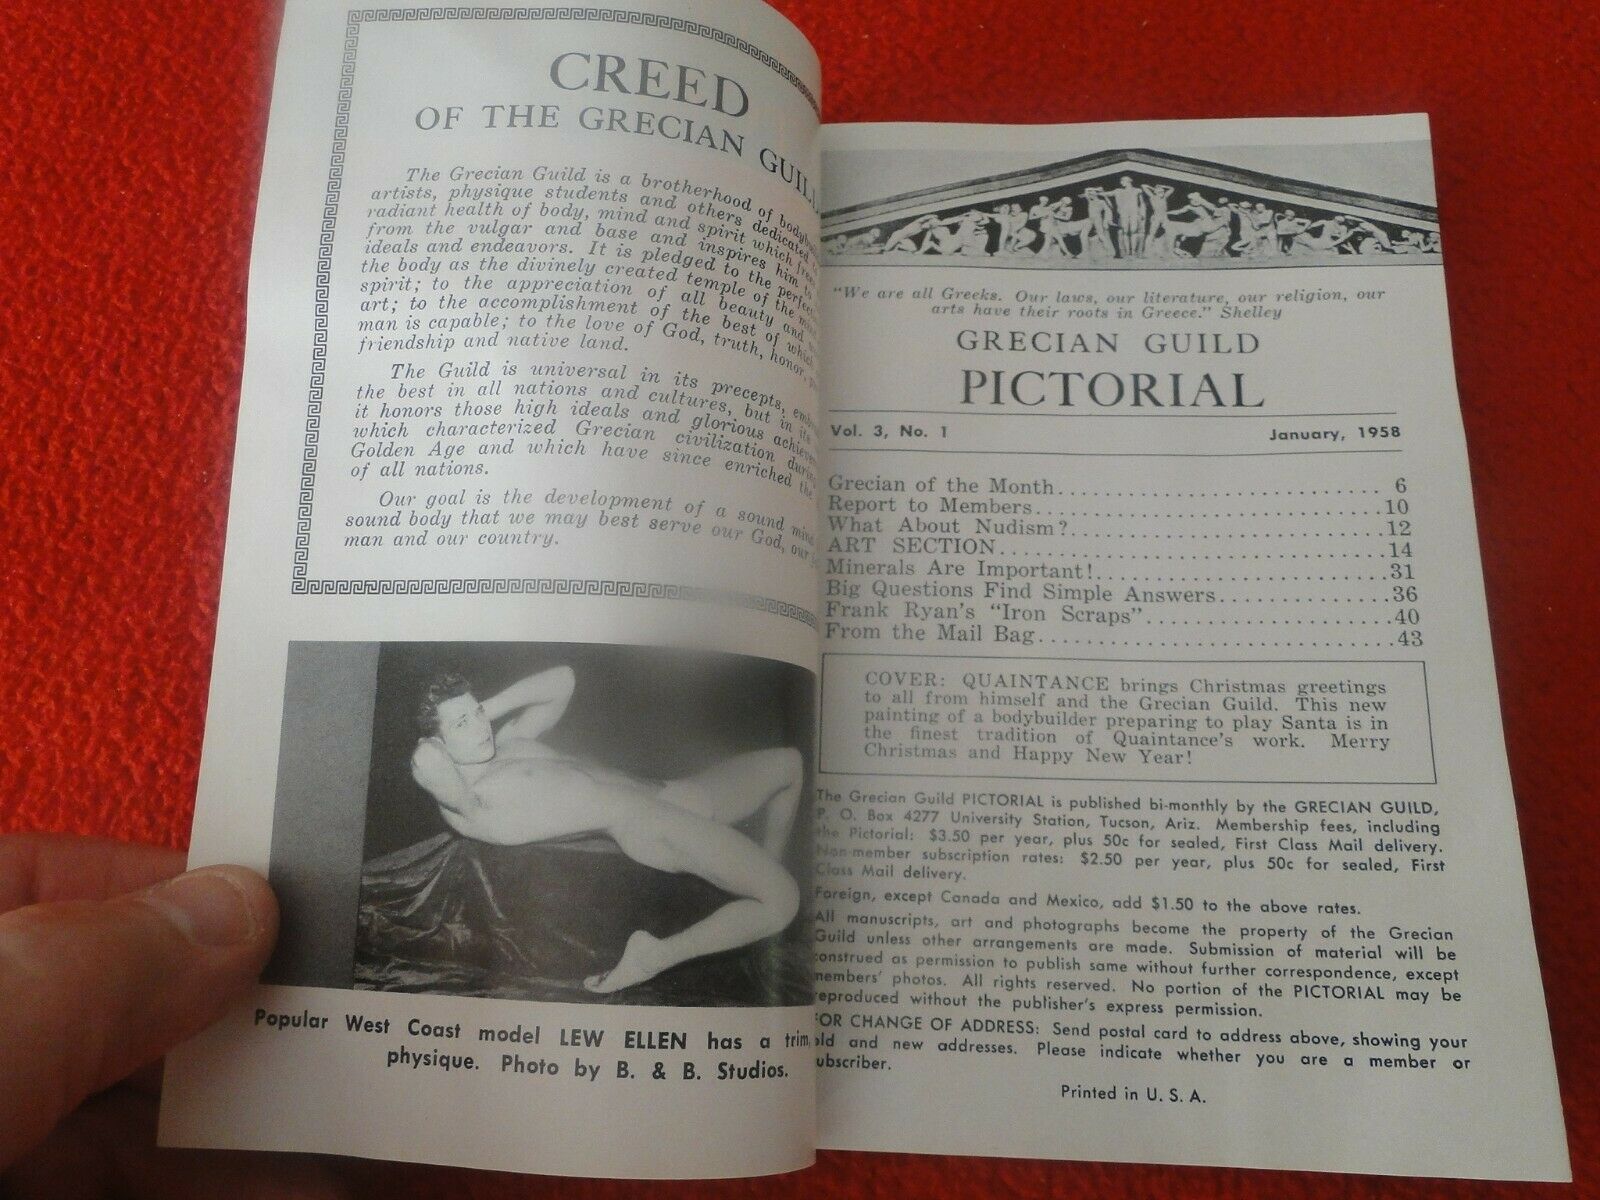 CREED
OF THE GRECIAN GUILD
The Grecian Guild is a brotherhood of
artists, physique students and others dedicated
radiant health of body, mind and spirit which
from the vulgar and base and inspires him to
ideals and endeavors. It is pledged to the
the body as the divinely created temple of the
spirit; to the appreciation of all beauty and
art; to the accomplishment of the best of which
man is capable; to the love of God, truth, honor,
friendship and native land.
The Guild is universal in its precepts,
the best in all nations and cultures, but in its
it honors those high ideals and glorious
which characterized Grecian civilization
Golden Age and which have since enriched the
of all nations.
Our goal is the development of a sound mind
sound body that we may best serve our God, our
man and our country.
Popular West Coast model LEW ELLEN has a trim,
physique. Photo by B. & B. Studios.
"We are all Greeks. Our laws, our literature, our religion, our
arts have their roots in Greece." Shelley
GRECIAN GUILD
PICTORIAL
Vol. 3, No. 1 January, 1958
Grecian of the Month 6
Report to Members 10
What About Nudism? 12
ART SECTION 14
Minerals Are Important! 31
Big Questions Find Simple Answers 36
Frank Ryan's "Iron Scraps" 40
From the Mail Bag 43
COVER: QUAINTANCE brings Christmas greetings
to all from himself and the Grecian Guild. This new
painting of a bodybuilder preparing to play Santa is in
the finest tradition of Quaintance's work. Merry
Christmas and Happy New Year!
The Grecian Guild PICTORIAL is published bi-monthly by the GRECIAN GUILD,
P. O. Box 4277 University Station, Tucson, Ariz. Membership fees, including
the Pictorial: $3.50 per year, plus 50c for sealed, First Class Mail delivery.
Non-member subscription rates: $2.50 per year, plus 50c for sealed, First
Class Mail delivery.
Foreign, except Canada and Mexico, add $1.50 to the above rates.
All manuscripts, art and photographs become the property of the Grecian
Guild unless other arrangements are made. Submission of material will be
construed as permission to publish same without further correspondence, except
members' photos. All rights reserved. No portion of the PICTORIAL may be
reproduced without the publisher's express permission.
FOR CHANGE OF ADDRESS: Send postal card to address above, showing your
old and new addresses. Please indicate whether you are a member or
subscriber.
Printed in U. S. A.